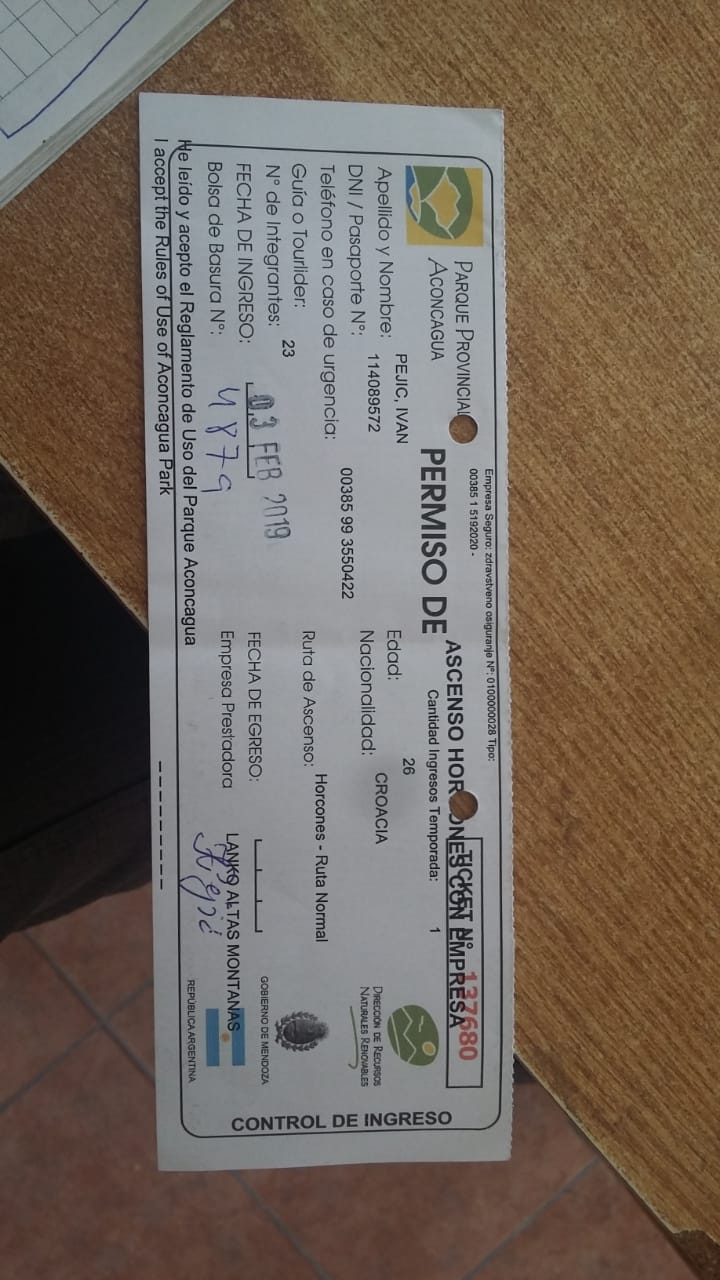 Empresa Seguro: zdravstveno osiguranje Nº: 0100000028 Tipo:
00385 1 5192020 -
PARQUE PROVINCIAL
ACONCAGUA
TICKET Nº 137680
PERMISO DE ASCENSO HORCONES CON EMPRESA
Cantidad Ingresos Temporada: 1
DIRECCIÓN DE RECURSOS
NATURALES RENOVABLES
Apellido y Nombre: PEJIC, IVAN
Edad: 26
DNI / Pasaporte Nº: 114089572
Nacionalidad: CROACIA
Teléfono en caso de urgencia: 00385 99 3550422
Guía o Tourlider:
Ruta de Ascenso: Horcones - Ruta Normal
Nº de Integrantes: 23
FECHA DE INGRESO: 03 FEB 2019
FECHA DE EGRESO:
GOBIERNO DE MENDOZA
Bolsa de Basura Nº: 4879
Empresa Prestadora LANKO ALTAS MONTANAS
REPÚBLICA ARGENTINA
He leído y acepto el Reglamento de Uso del Parque Aconcagua
I accept the Rules of Use of Aconcagua Park
CONTROL DE INGRESO